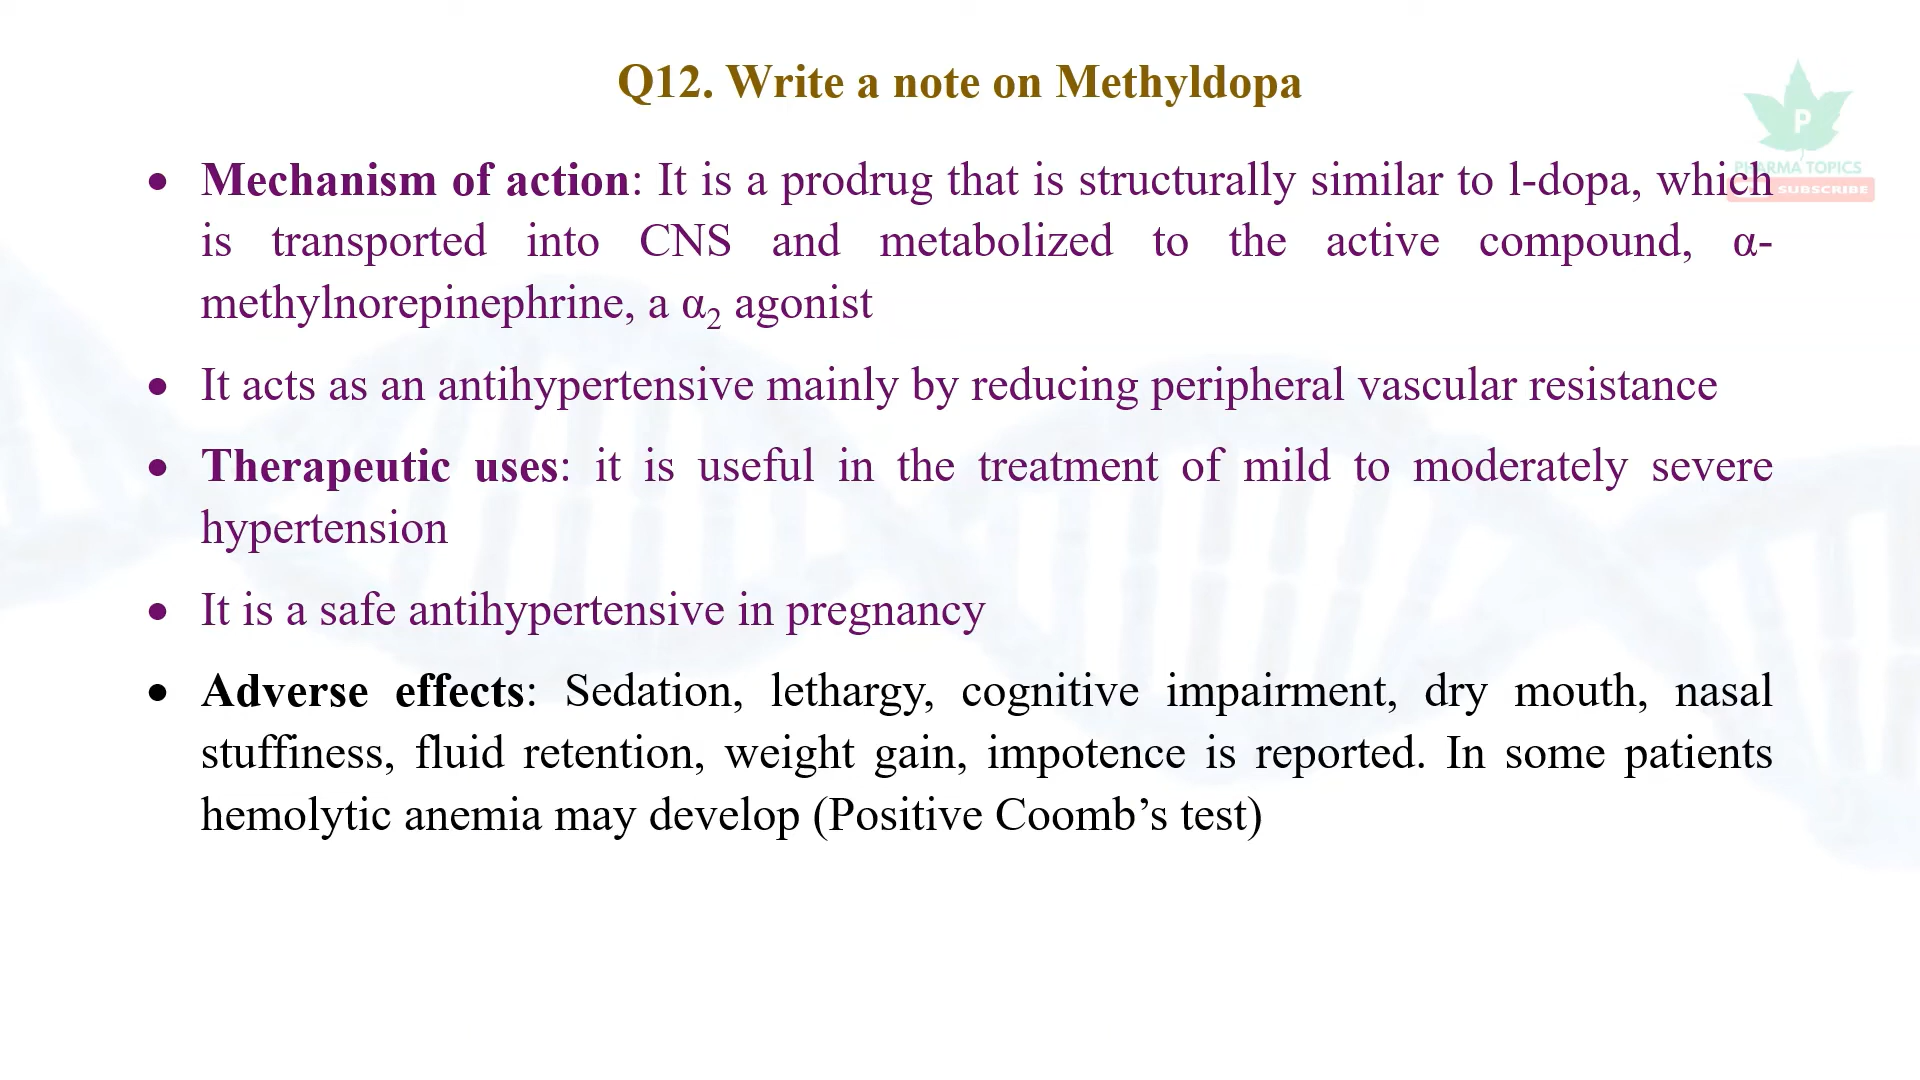 Q12. Write a note on Methyldopa
P
PHARMA TOPICS
SUBSCRIBE
• Mechanism of action: It is a prodrug that is structurally similar to l-dopa, which
is transported into CNS and metabolized to the active compound, α-
methylnorepinephrine, a α₂ agonist
• It acts as an antihypertensive mainly by reducing peripheral vascular resistance
• Therapeutic uses: it is useful in the treatment of mild to moderately severe
hypertension
• It is a safe antihypertensive in pregnancy
• Adverse effects: Sedation, lethargy, cognitive impairment, dry mouth, nasal
stuffiness, fluid retention, weight gain, impotence is reported. In some patients
hemolytic anemia may develop (Positive Coomb’s test)